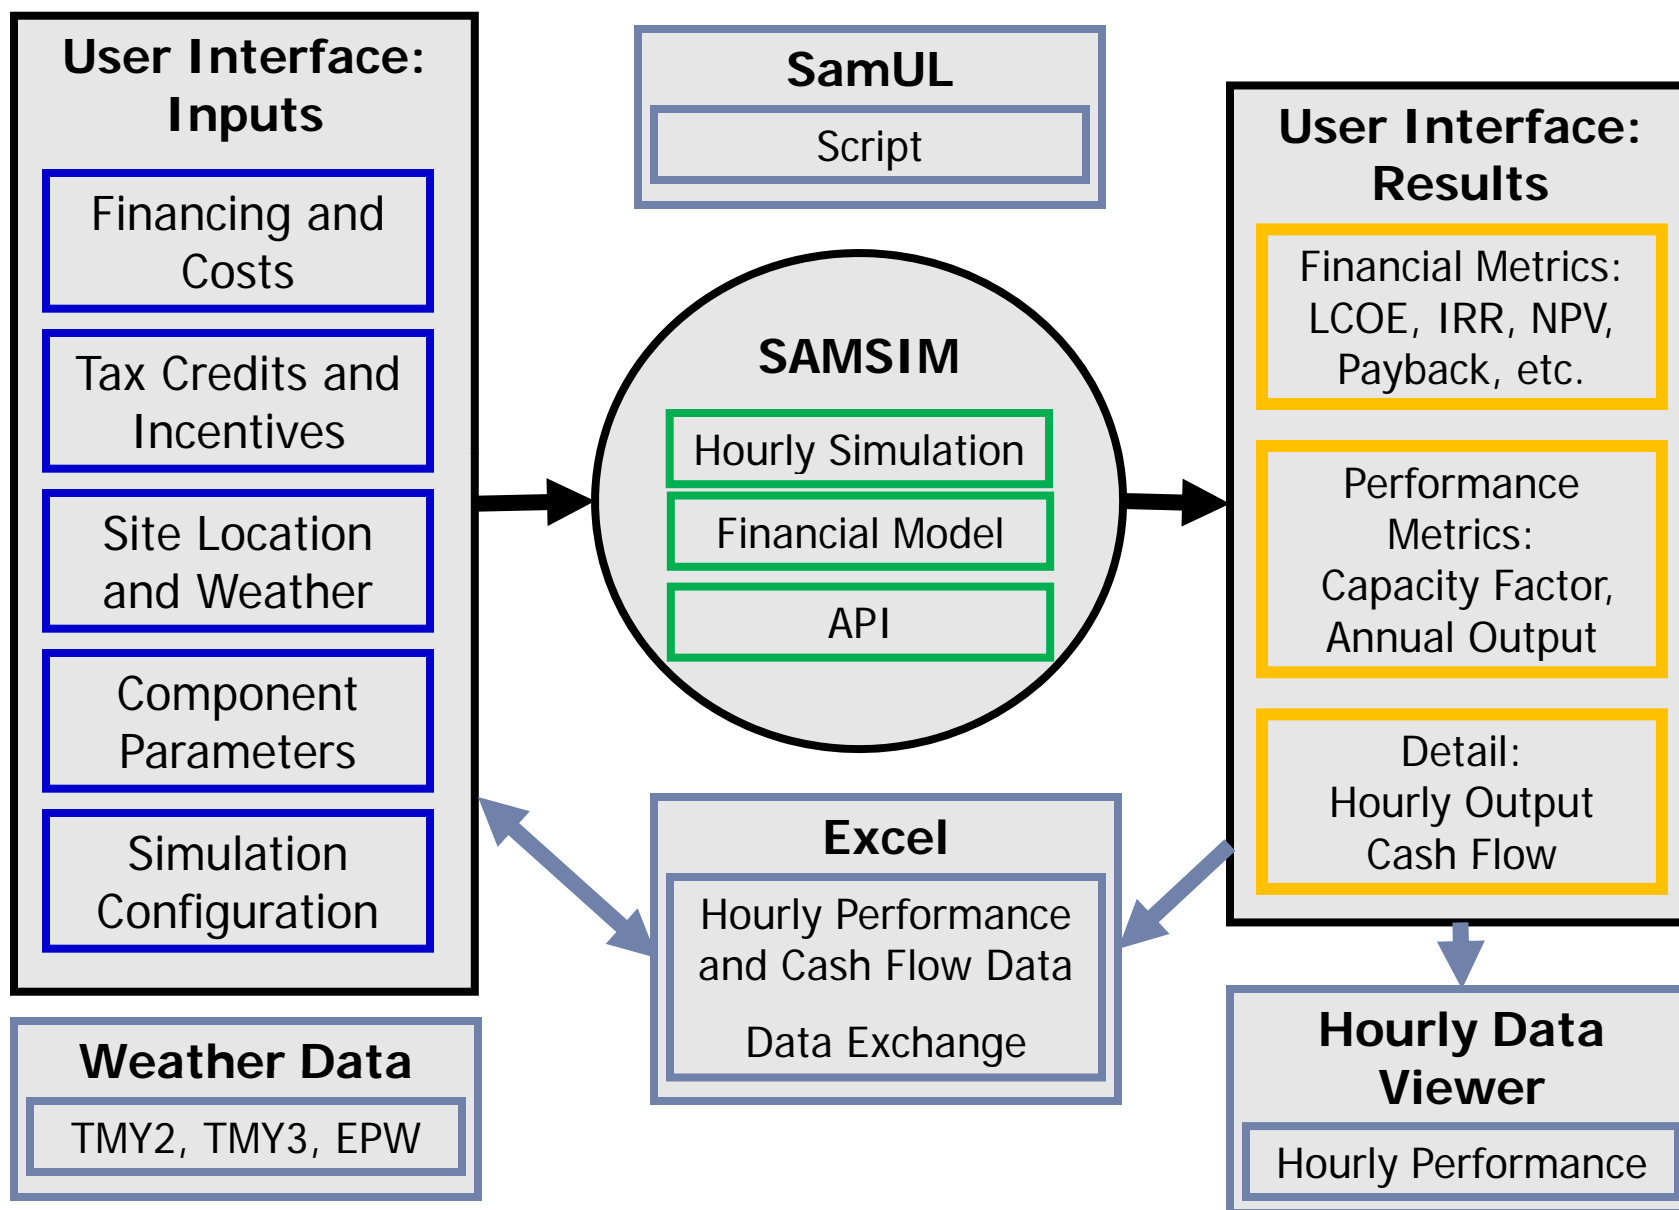 User Interface:
Inputs
Financing and
Costs
Tax Credits and
Incentives
Site Location
and Weather
Component
Parameters
Simulation
Configuration
Weather Data
TMY2, TMY3, EPW
SamUL
Script
SAMSIM
Hourly Simulation
Financial Model
API
Excel
Hourly Performance
and Cash Flow Data
Data Exchange
User Interface:
Results
Financial Metrics:
LCOE, IRR, NPV,
Payback, etc.
Performance
Metrics:
Capacity Factor,
Annual Output
Detail:
Hourly Output
Cash Flow
Hourly Data
Viewer
Hourly Performance